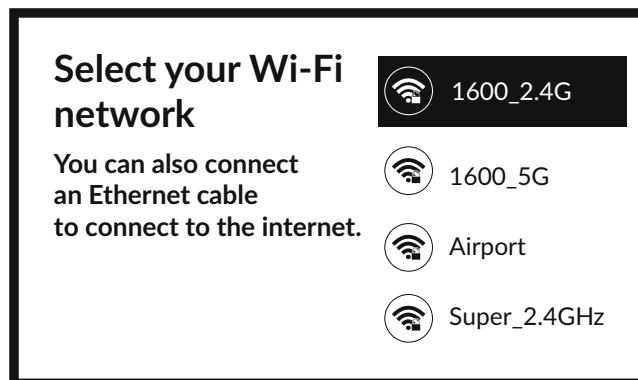 Select your Wi-Fi
network
You can also connect
an Ethernet cable
to connect to the internet.
1600_2.4G
1600_5G
Airport
Super_2.4GHz